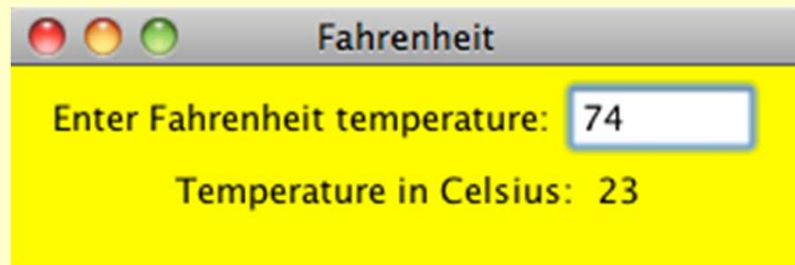 Fahrenheit
Enter Fahrenheit temperature: 74
Temperature in Celsius: 23